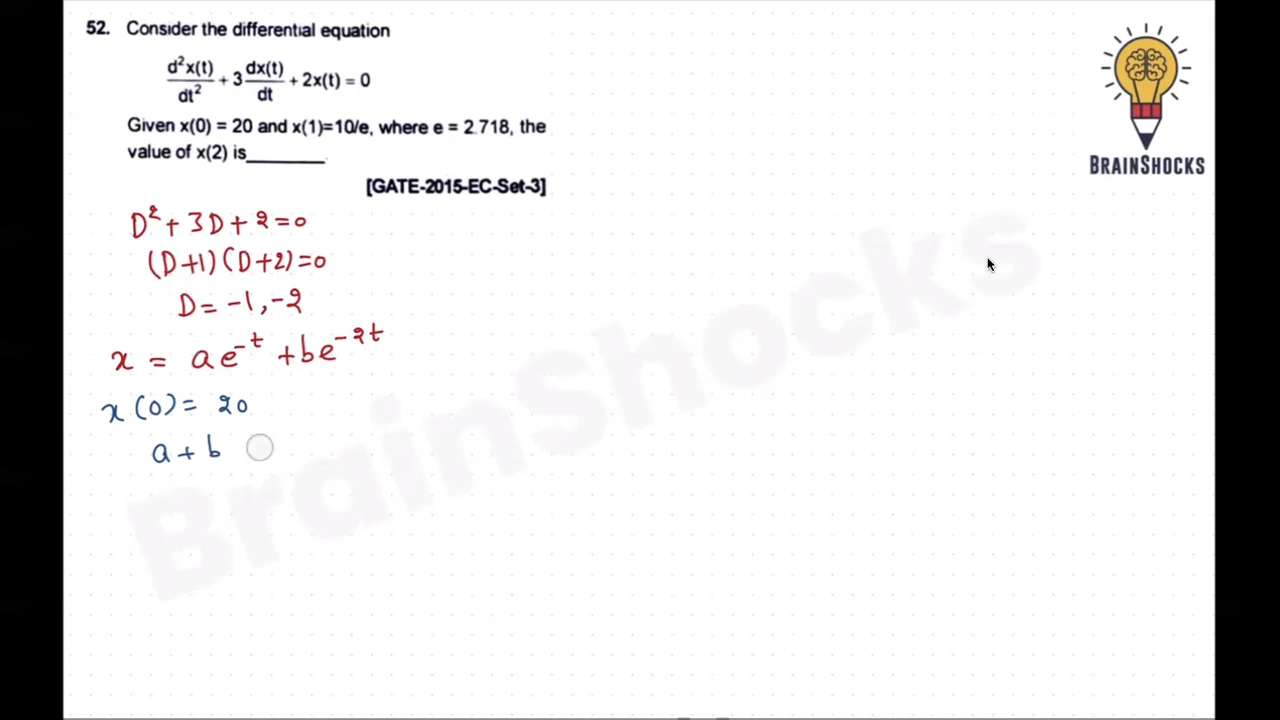 52. Consider the differential equation
d²x(t)/dt² + 3 dx(t)/dt + 2x(t) = 0
Given x(0) = 20 and x(1)=10/e, where e = 2.718, the
value of x(2) is________
[GATE-2015-EC-Set-3]
BRAINSHOCKS
D² + 3D + 2 = 0
(D+1)(D+2)=0
D = -1, -2
x = ae^-t + be^-2t
x(0) = 20
a + b
BrainShocks